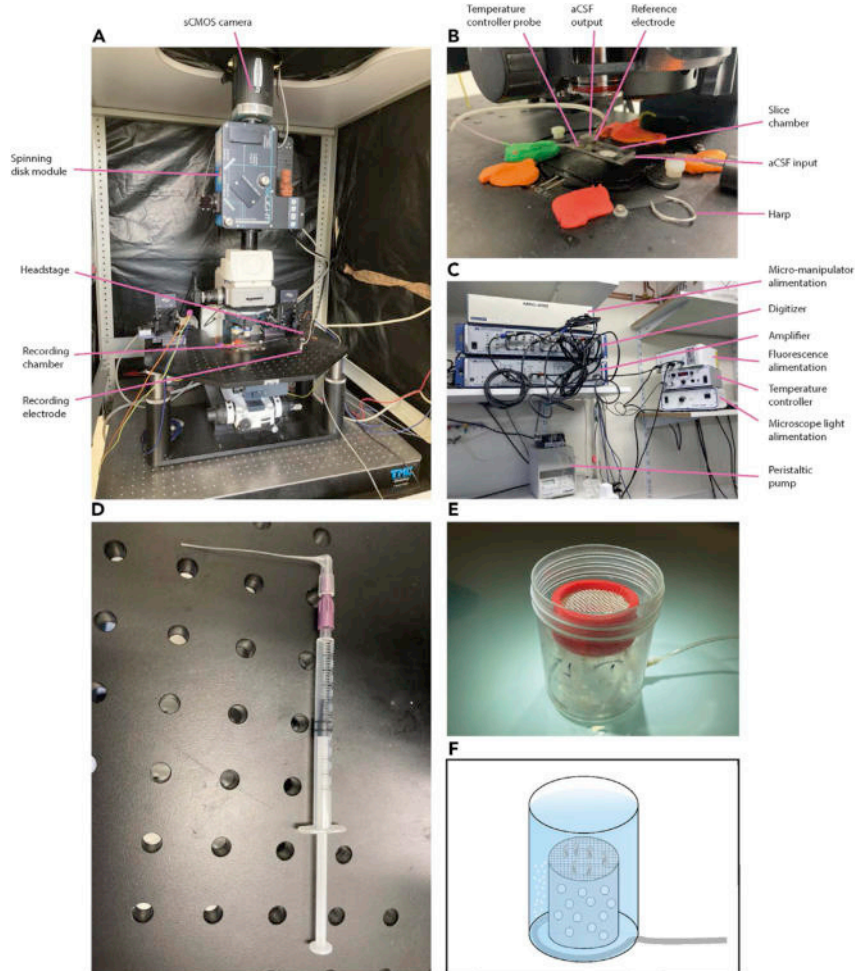 Temperature
controller probe
aCSF
output
Reference
electrode
A
sCMOS camera
B
Spinning
disk module
Slice
chamber
aCSF input
Harp
Headstage
C
Micro-manipulator
alimentation
Digitizer
Recording
chamber
Amplifier
Fluorescence
alimentation
Recording
electrode
Temperature
controller
Microscope light
alimentation
TMC
Peristaltic
pump
D
E
F